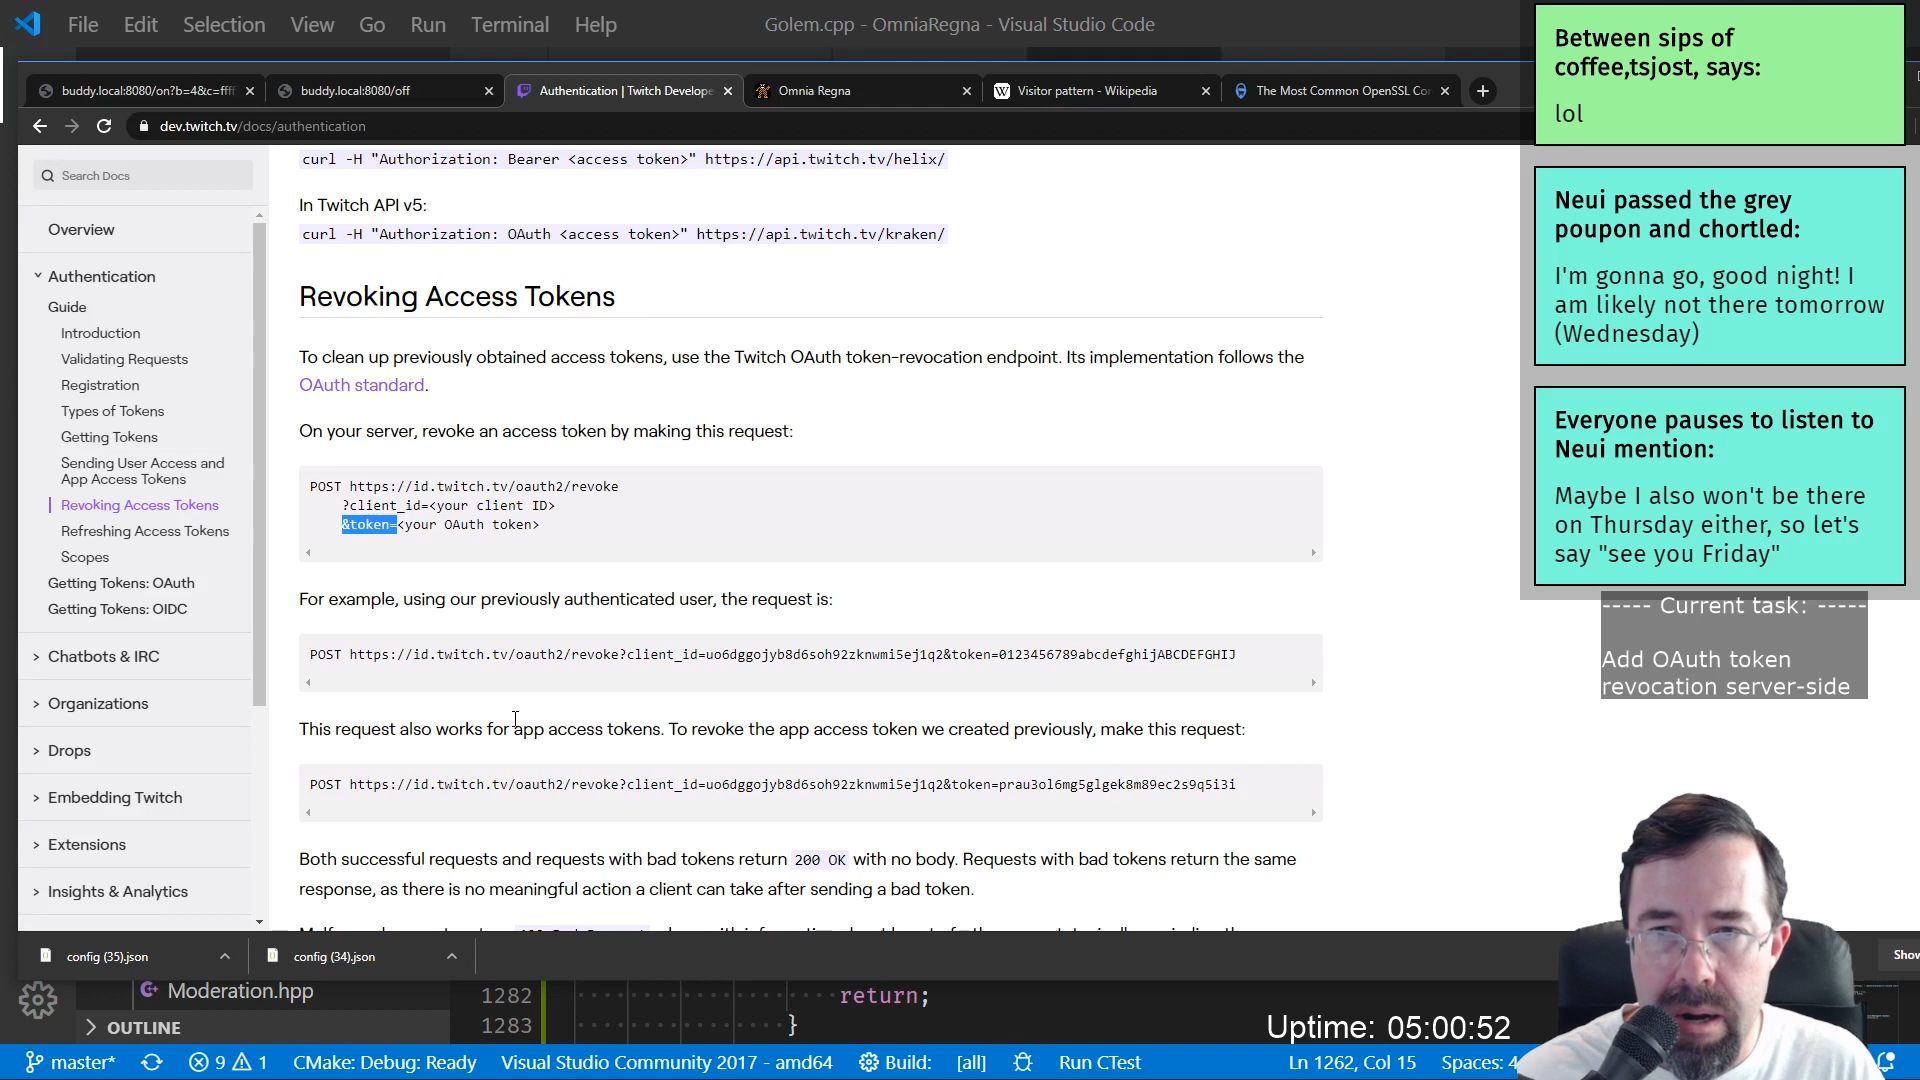 File Edit Selection View Go Run Terminal Help
Golem.cpp - OmniaRegna - Visual Studio Code
buddy.local:8080/on?b=4&c=ffff
buddy.local:8080/off
Authentication | Twitch Develope
Omnia Regna
Visitor pattern - Wikipedia
The Most Common OpenSSL Co
dev.twitch.tv/docs/authentication
Search Docs
Overview
Authentication
Guide
Introduction
Validating Requests
Registration
Types of Tokens
Getting Tokens
Sending User Access and
App Access Tokens
Revoking Access Tokens
Refreshing Access Tokens
Scopes
Getting Tokens: OAuth
Getting Tokens: OIDC
Chatbots & IRC
Organizations
Drops
Embedding Twitch
Extensions
Insights & Analytics
curl -H "Authorization: Bearer <access token>" https://api.twitch.tv/helix/
In Twitch API v5:
curl -H "Authorization: OAuth <access token>" https://api.twitch.tv/kraken/
Revoking Access Tokens
To clean up previously obtained access tokens, use the Twitch OAuth token-revocation endpoint. Its implementation follows the
OAuth standard.
On your server, revoke an access token by making this request:
POST https://id.twitch.tv/oauth2/revoke
?client_id=<your client ID>
&token=<your OAuth token>
For example, using our previously authenticated user, the request is:
POST https://id.twitch.tv/oauth2/revoke?client_id=uo6dggojyb8d6soh92zknwmi5ej1q2&token=0123456789abcdefghijABCDEFGHIJ
This request also works for app access tokens. To revoke the app access token we created previously, make this request:
POST https://id.twitch.tv/oauth2/revoke?client_id=uo6dggojyb8d6soh92zknwmi5ej1q2&token=prau3ol6mg5glgek8m89ec2s9q5i3i
Both successful requests and requests with bad tokens return 200 OK with no body. Requests with bad tokens return the same
response, as there is no meaningful action a client can take after sending a bad token.
Between sips of
coffee,tsjost, says:
lol
Neui passed the grey
poupon and chortled:
I'm gonna go, good night! I
am likely not there tomorrow
(Wednesday)
Everyone pauses to listen to
Neui mention:
Maybe I also won't be there
on Thursday either, so let's
say "see you Friday"
----- Current task: -----
Add OAuth token
revocation server-side
config (35).json
config (34).json
Show
Moderation.hpp
OUTLINE
1282 return;
1283 }
Uptime: 05:00:52
master* 9 1 CMake: Debug: Ready Visual Studio Community 2017 - amd64 Build: [all] Run CTest Ln 1262, Col 15 Spaces: 4